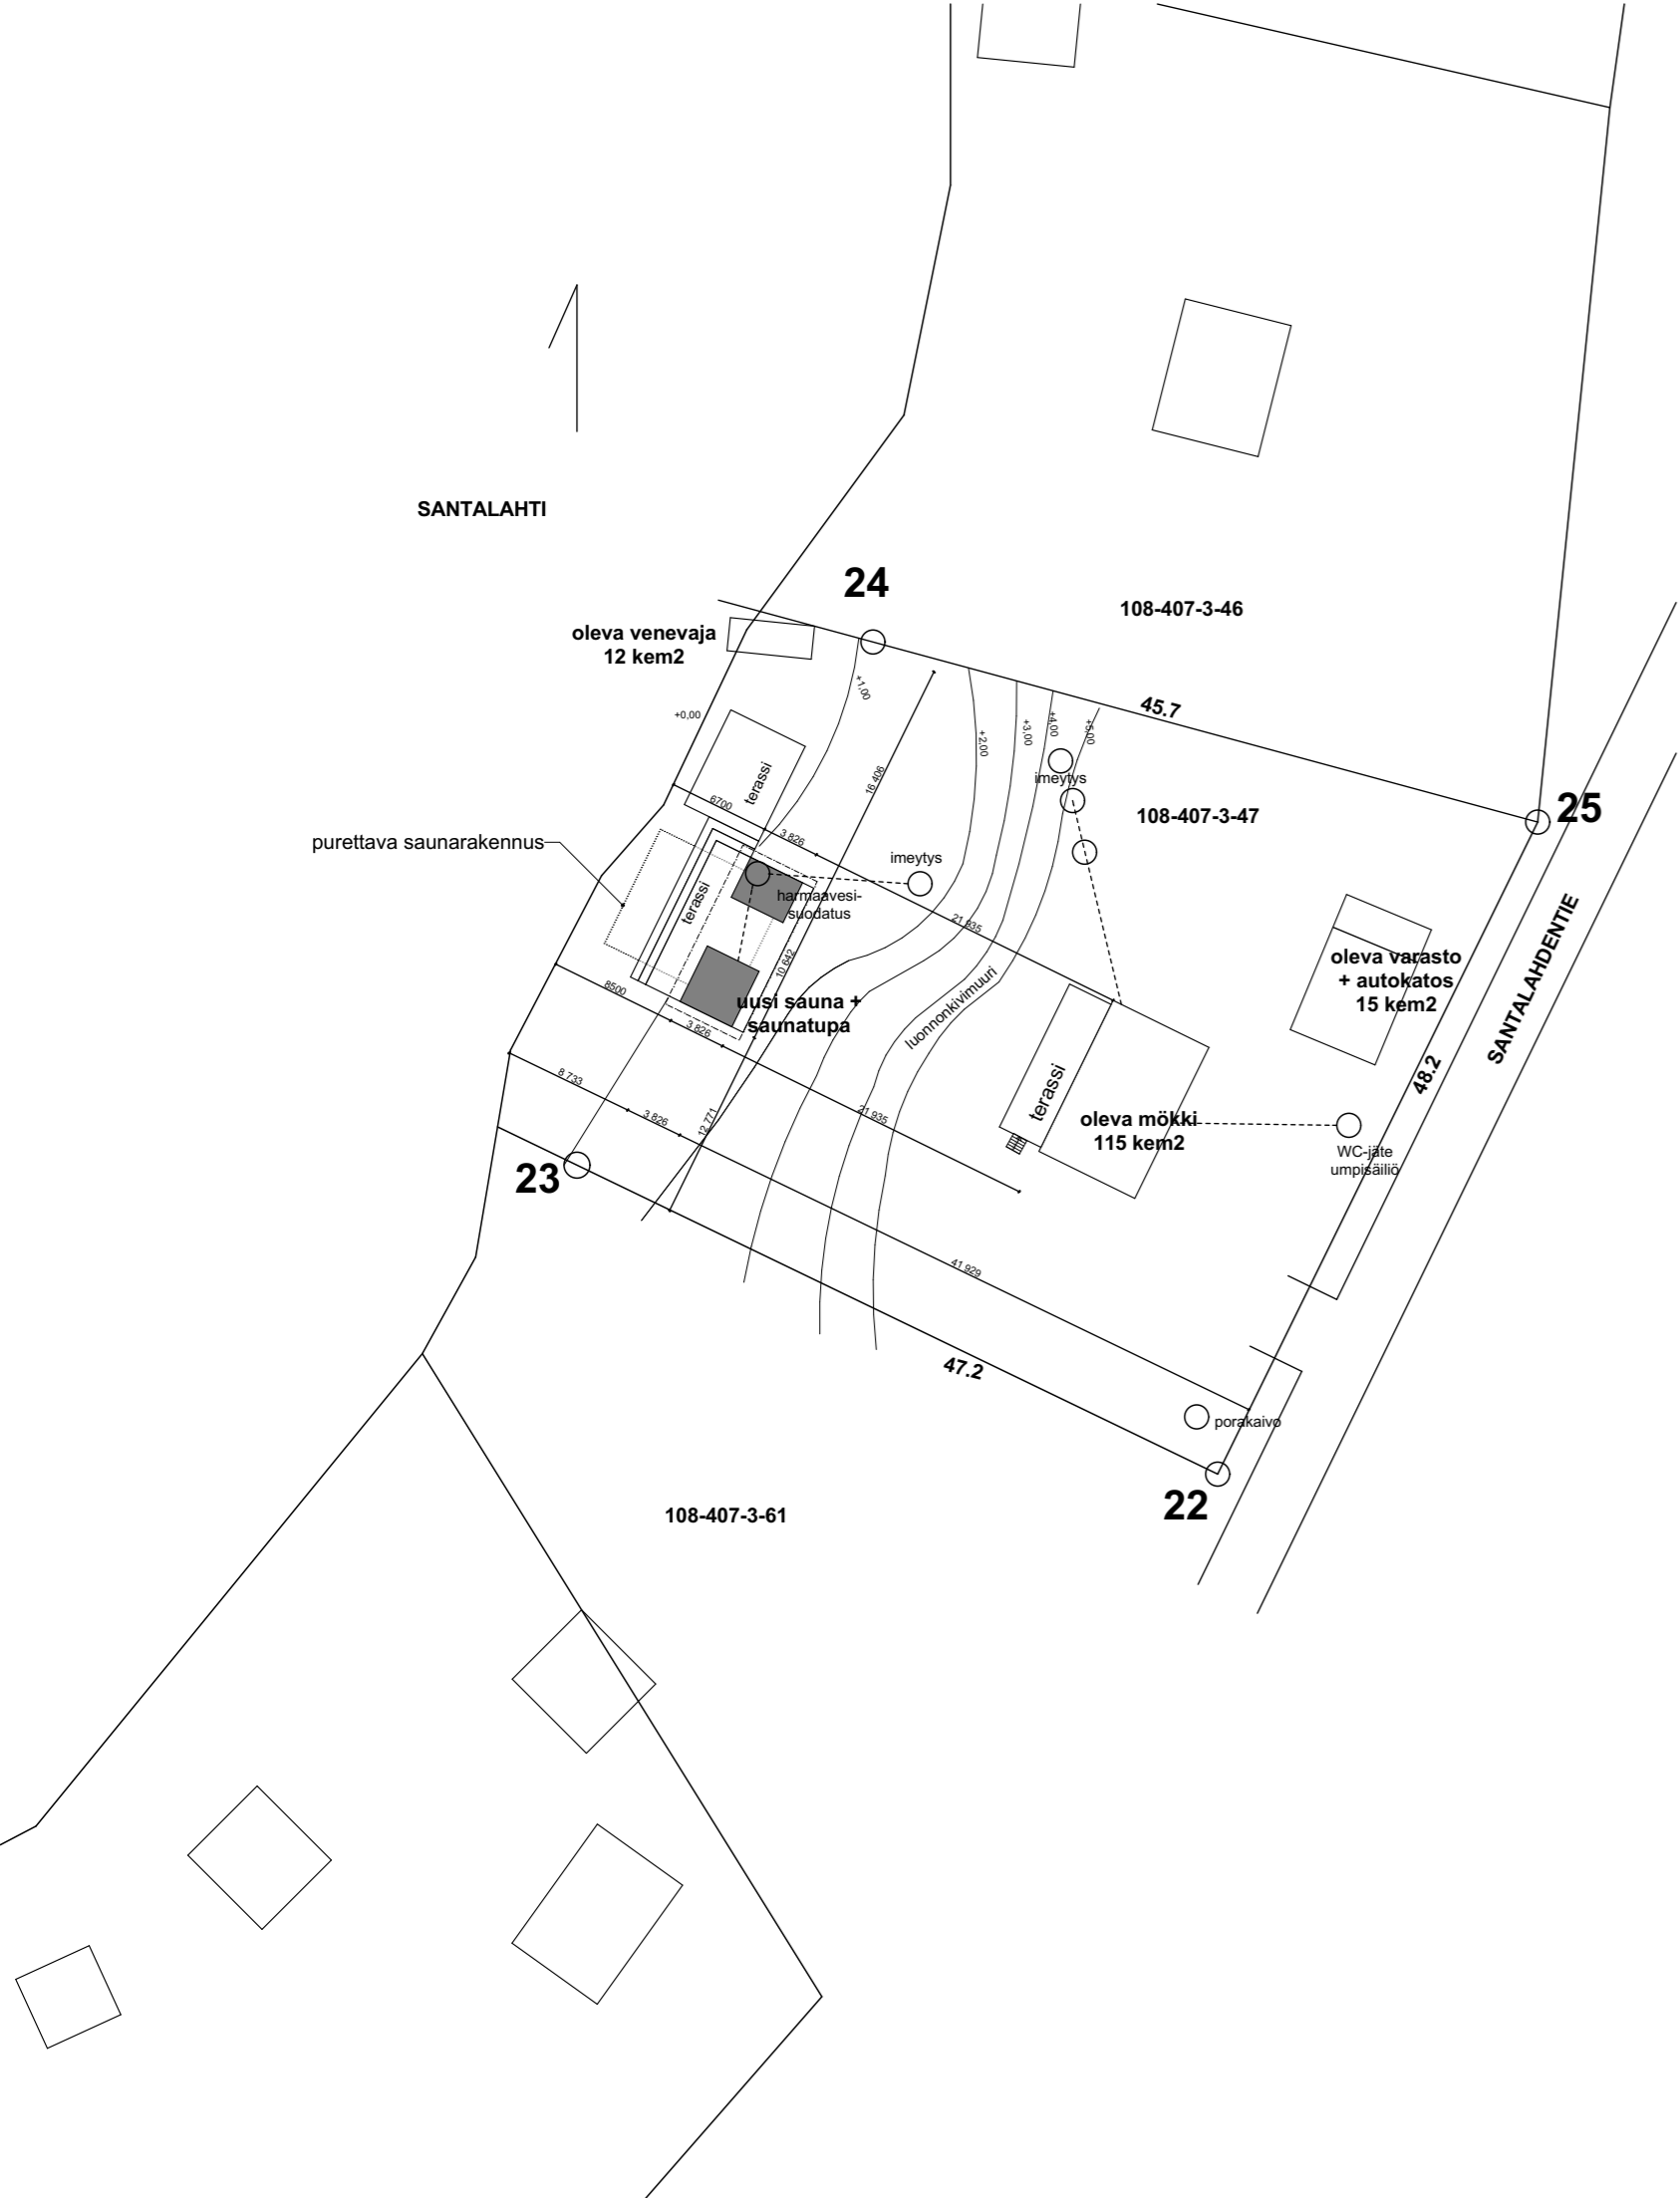 SANTALAHTI
24
108-407-3-46
oleva venevaja
12 kem2
+0,00
+1,00
+2,00
+3,00
+4,00
+5,00
45.7
imeytys
108-407-3-47
25
terassi
6700
3 826
16 406
purettava saunarakennus
terassi
harmaavesi-
suodatus
imeytys
21 935
10 642
oleva varasto
+ autokatos
15 kem2
SANTALAHDENTIE
luonnonkivimuuri
8500
3 826
uusi sauna +
saunatupa
48.2
8 733
3 826
12 771
21 935
terassi
oleva mökki
115 kem2
WC-jäte
umpisäiliö
23
41 929
47.2
porakaivo
22
108-407-3-61